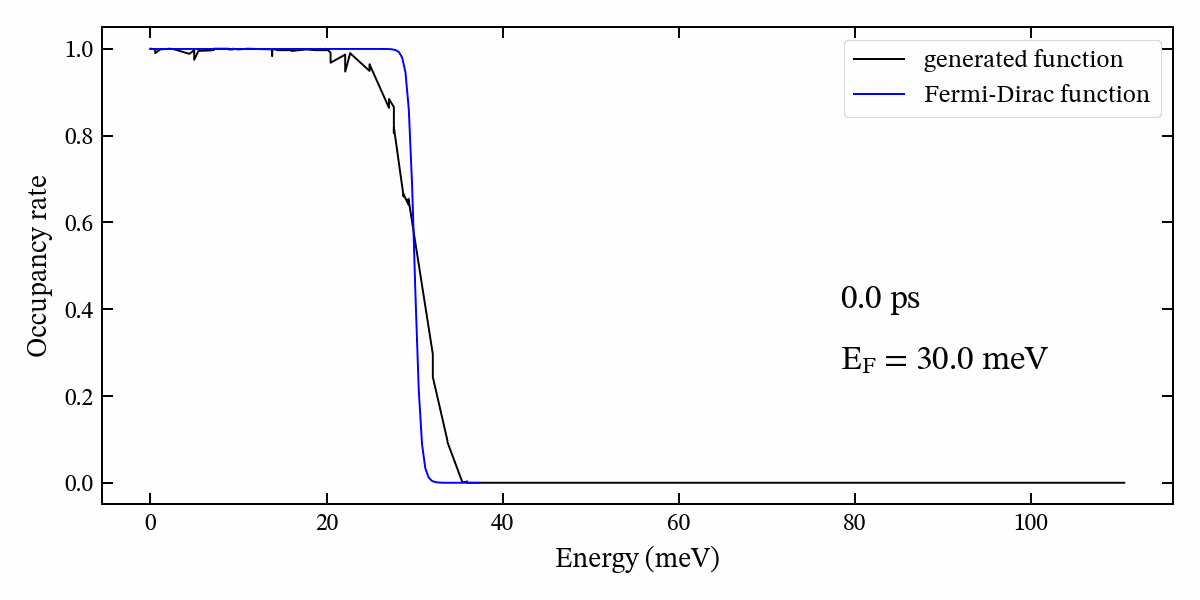 generated function
Fermi-Dirac function
0.0 ps
E_F = 30.0 meV
Occupancy rate
1.0
0.8
0.6
0.4
0.2
0.0
0 20 40 60 80 100
Energy (meV)